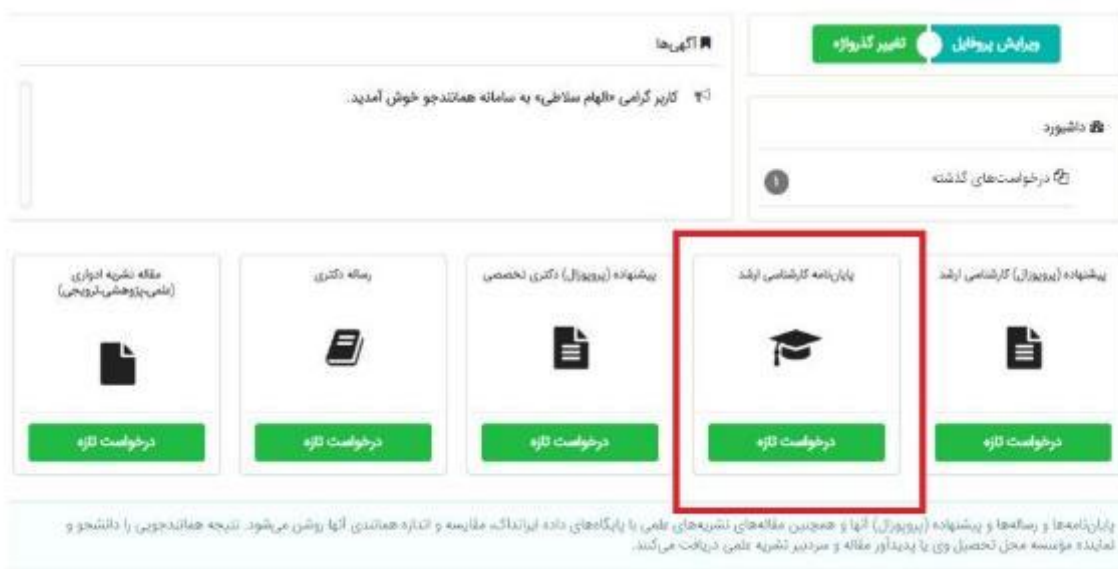 ویرایش پروفایل
تغییر گذرواژه
آگهی‌ها
کاربر گرامی «الهام سلاطی» به سامانه همانندجو خوش آمدید.
داشبورد
درخواست‌های گذشته
۱
پیشنهاده (پروپوزال) کارشناسی ارشد
پایان‌نامه کارشناسی ارشد
پیشنهاده (پروپوزال) دکتری تخصصی
رساله دکتری
مقاله نشریه ادواری
(علمی،پژوهشی،ترویجی)
درخواست تازه
درخواست تازه
درخواست تازه
درخواست تازه
درخواست تازه
پایان‌نامه‌ها و رساله‌ها و پیشنهاده (پروپوزال) آنها و همچنین مقاله‌های نشریه‌های علمی با پایگاه‌های داده ایرانداک، مقایسه و اندازه همانندی آنها روشن می‌شود. نتیجه همانندجویی را دانشجو و
نماینده مؤسسه محل تحصیل وی یا پدیدآور مقاله و سردبیر نشریه علمی دریافت می‌کنند.